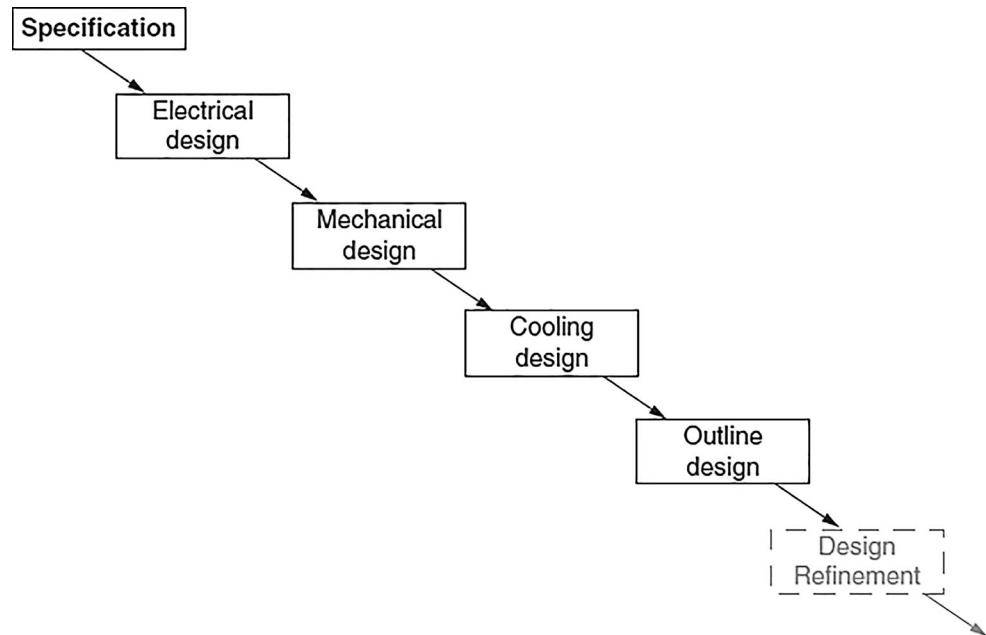 Specification
Electrical
design
Mechanical
design
Cooling
design
Outline
design
Design
Refinement